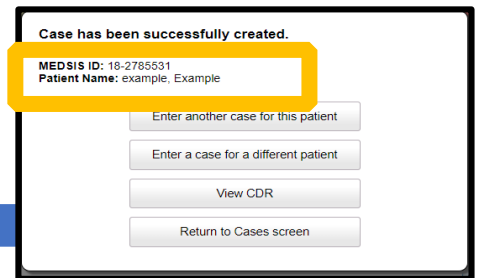 Case has been successfully created.
MEDSIS ID: 18-2785531
Patient Name: example, Example
Enter another case for this patient
Enter a case for a different patient
View CDR
Return to Cases screen